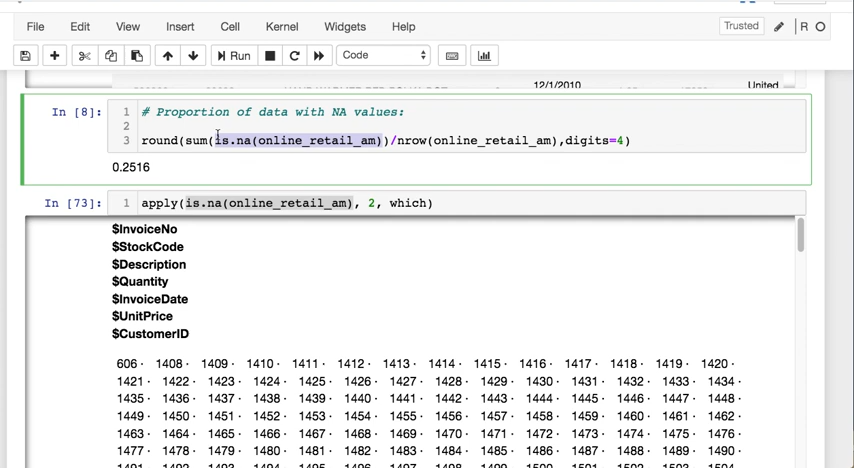 File Edit View Insert Cell Kernel Widgets Help Trusted R
Run Code
12/1/2010 United
In [8]: 1 # Proportion of data with NA values:
2
3 round(sum(is.na(online_retail_am))/nrow(online_retail_am),digits=4)
0.2516
In [73]: 1 apply(is.na(online_retail_am), 2, which)
$InvoiceNo
$StockCode
$Description
$Quantity
$InvoiceDate
$UnitPrice
$CustomerID
606 · 1408 · 1409 · 1410 · 1411 · 1412 · 1413 · 1414 · 1415 · 1416 · 1417 · 1418 · 1419 · 1420 ·
1421 · 1422 · 1423 · 1424 · 1425 · 1426 · 1427 · 1428 · 1429 · 1430 · 1431 · 1432 · 1433 · 1434 ·
1435 · 1436 · 1437 · 1438 · 1439 · 1440 · 1441 · 1442 · 1443 · 1444 · 1445 · 1446 · 1447 · 1448 ·
1449 · 1450 · 1451 · 1452 · 1453 · 1454 · 1455 · 1456 · 1457 · 1458 · 1459 · 1460 · 1461 · 1462 ·
1463 · 1464 · 1465 · 1466 · 1467 · 1468 · 1469 · 1470 · 1471 · 1472 · 1473 · 1474 · 1475 · 1476 ·
1477 · 1478 · 1479 · 1480 · 1481 · 1482 · 1483 · 1484 · 1485 · 1486 · 1487 · 1488 · 1489 · 1490 ·